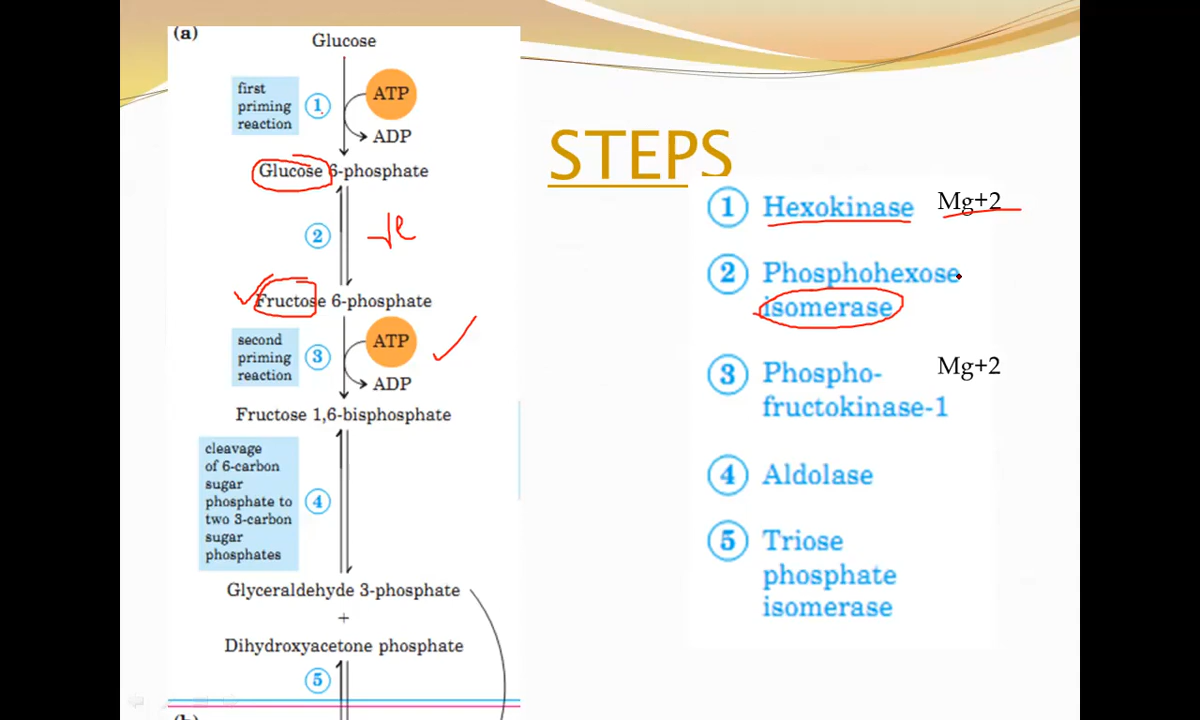 (a)
Glucose
first
priming
reaction
1
ATP
ADP
Glucose 6-phosphate
2
Fructose 6-phosphate
second
priming
reaction
3
ATP
ADP
Fructose 1,6-bisphosphate
cleavage
of 6-carbon
sugar
phosphate to
two 3-carbon
sugar
phosphates
4
Glyceraldehyde 3-phosphate
+
Dihydroxyacetone phosphate
5
STEPS
1 Hexokinase Mg+2
2 Phosphohexose
isomerase
3 Phospho- Mg+2
fructokinase-1
4 Aldolase
5 Triose
phosphate
isomerase